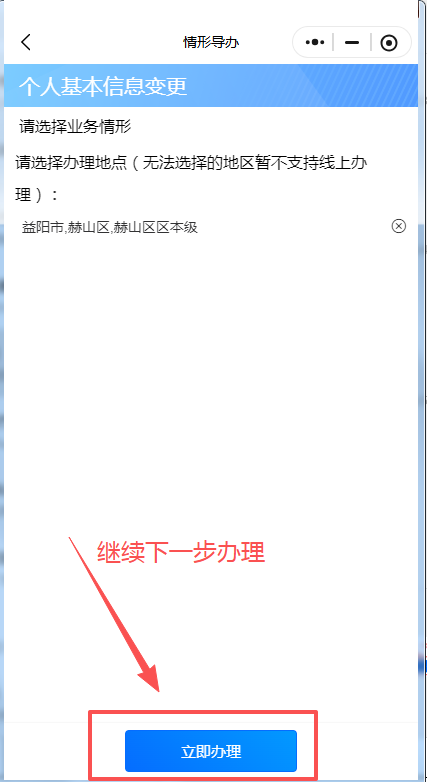 情形导办
个人基本信息变更
请选择业务情形
请选择办理地点（无法选择的地区暂不支持线上办
理）：
益阳市,赫山区,赫山区区本级
继续下一步办理
立即办理